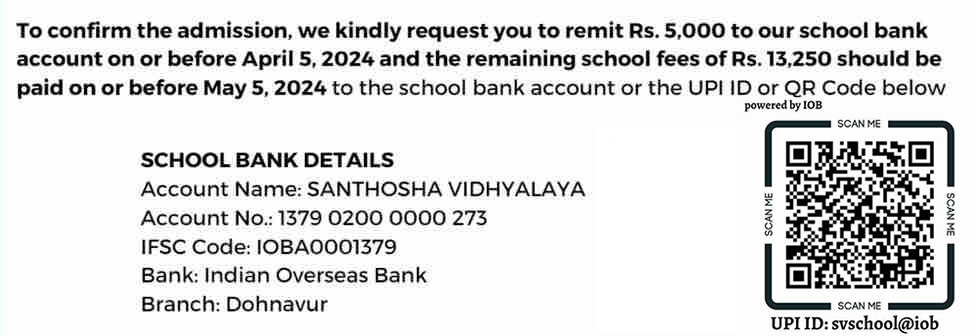 To confirm the admission, we kindly request you to remit Rs. 5,000 to our school bank
account on or before April 5, 2024 and the remaining school fees of Rs. 13,250 should be
paid on or before May 5, 2024 to the school bank account or the UPI ID or QR Code below
powered by IOB
SCAN ME
SCAN ME
SCAN ME
SCAN ME
UPI ID: svschool@iob
SCHOOL BANK DETAILS
Account Name: SANTHOSHA VIDHYALAYA
Account No.: 1379 0200 0000 273
IFSC Code: IOBA0001379
Bank: Indian Overseas Bank
Branch: Dohnavur